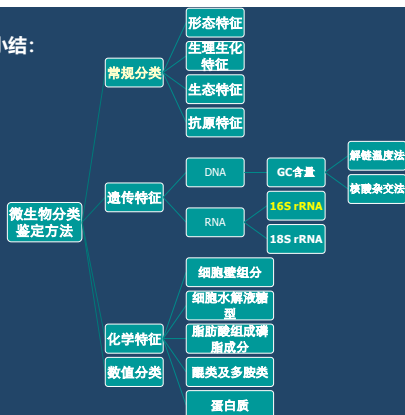 小结：
形态特征
生理生化
特征
常规分类
生态特征
抗原特征
解链温度法
DNA
GC含量
核酸杂交法
遗传特征
16S rRNA
RNA
18S rRNA
微生物分类
鉴定方法
细胞壁组分
细胞水解液糖
型
脂肪酸组成磷
脂成分
化学特征
醌类及多胺类
数值分类
蛋白质